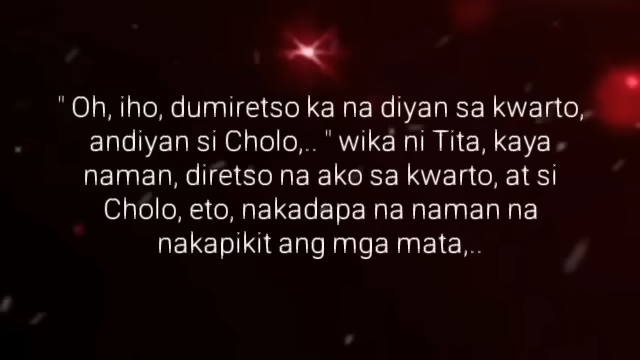 " Oh, iho, dumiretso ka na diyan sa kwarto,
andiyan si Cholo,.. " wika ni Tita, kaya
naman, diretso na ako sa kwarto, at si
Cholo, eto, nakadapa na naman na
nakapikit ang mga mata,..